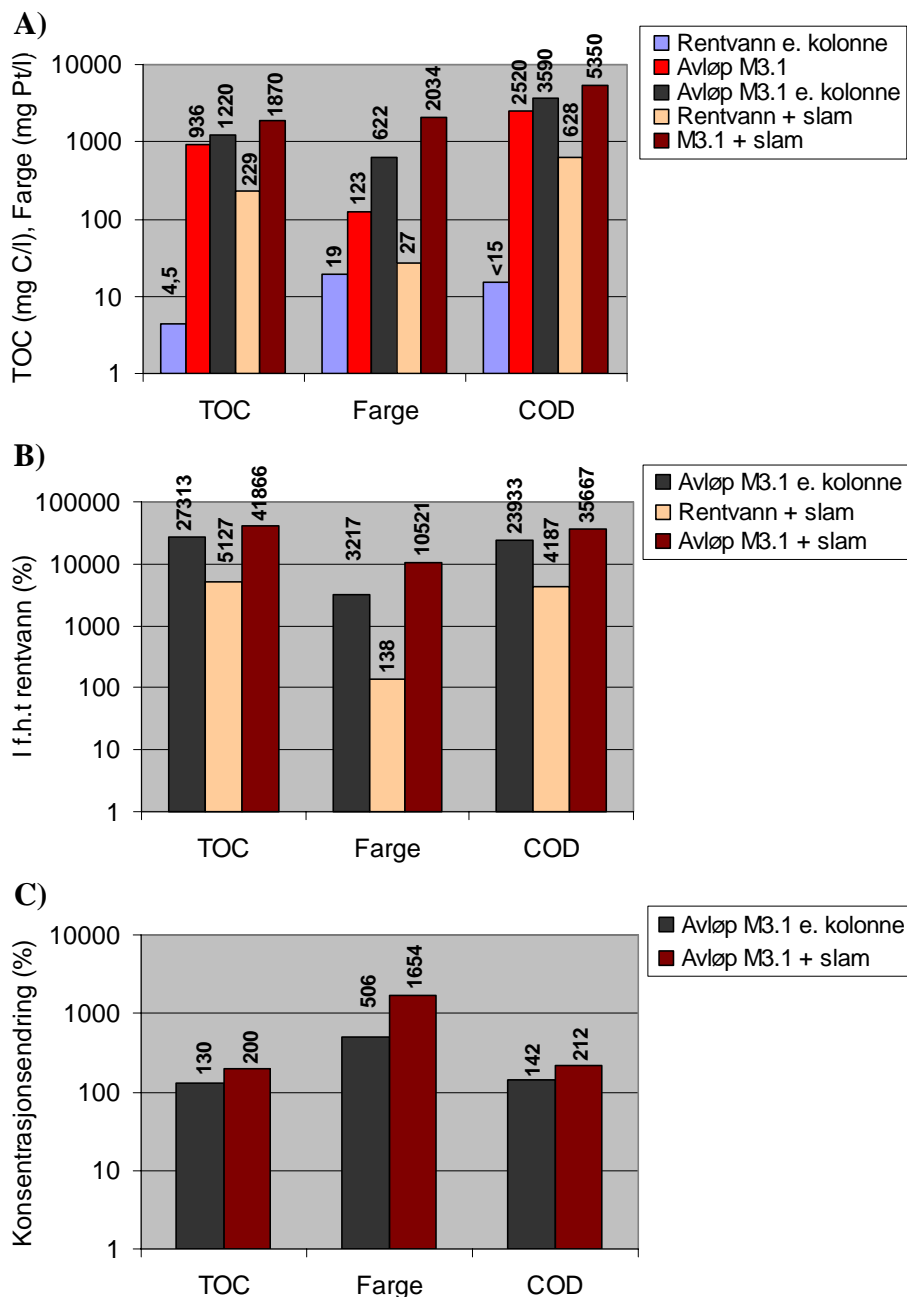 A)
TOC (mg C/l), Farge (mg Pt/l)
10000
1000
100
10
1
4,5
936
1220
229
1870
19
123
622
27
2034
<15
2520
3590
628
5350
TOC
Farge
COD
Rentvann e. kolonne
Avløp M3.1
Avløp M3.1 e. kolonne
Rentvann + slam
M3.1 + slam
B)
I f.h.t rentvann (%)
100000
10000
1000
100
10
1
27313
5127
41866
3217
138
10521
23933
4187
35667
TOC
Farge
COD
Avløp M3.1 e. kolonne
Rentvann + slam
Avløp M3.1 + slam
C)
Konsentrasjonsendring (%)
10000
1000
100
10
1
130
200
506
1654
142
212
TOC
Farge
COD
Avløp M3.1 e. kolonne
Avløp M3.1 + slam